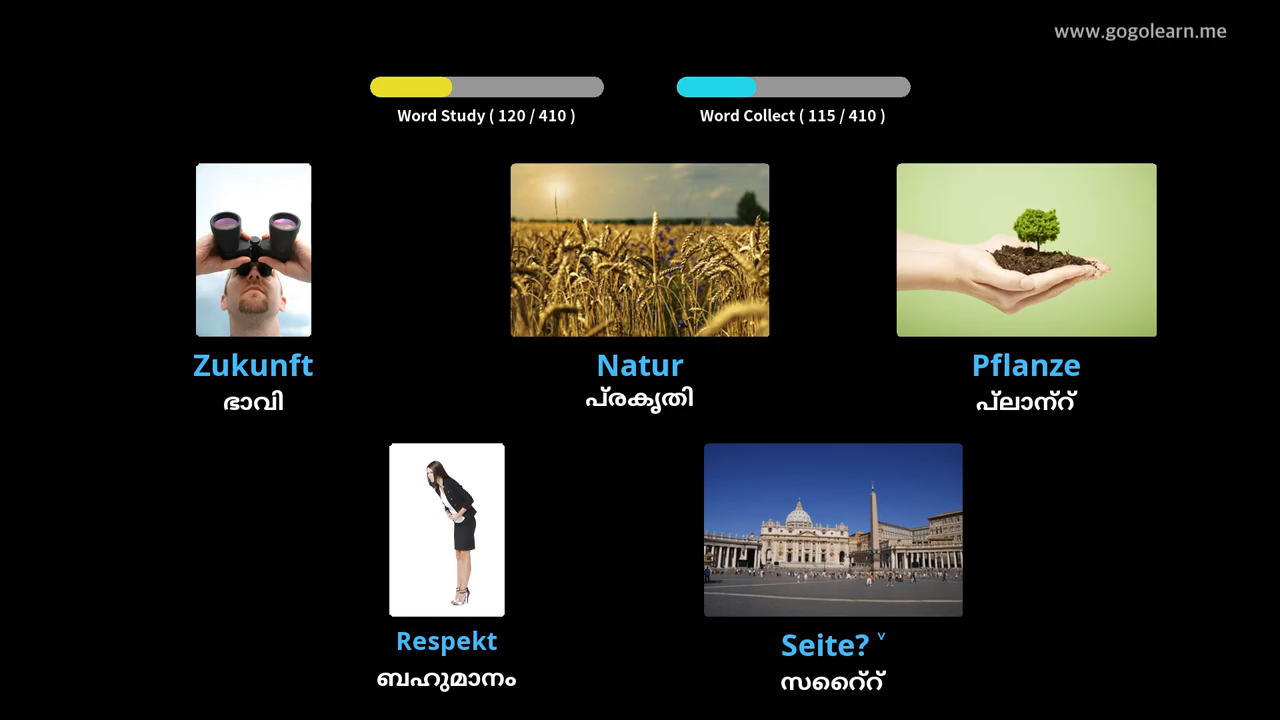 www.gogolearn.me
Word Study ( 120 / 410 )
Word Collect ( 115 / 410 )
Zukunft
ഭാവി
Natur
പ്രകൃതി
Pflanze
പ്ലാന്റ്
Respekt
ബഹുമാനം
Seite? ˅
സൈറ്റ്